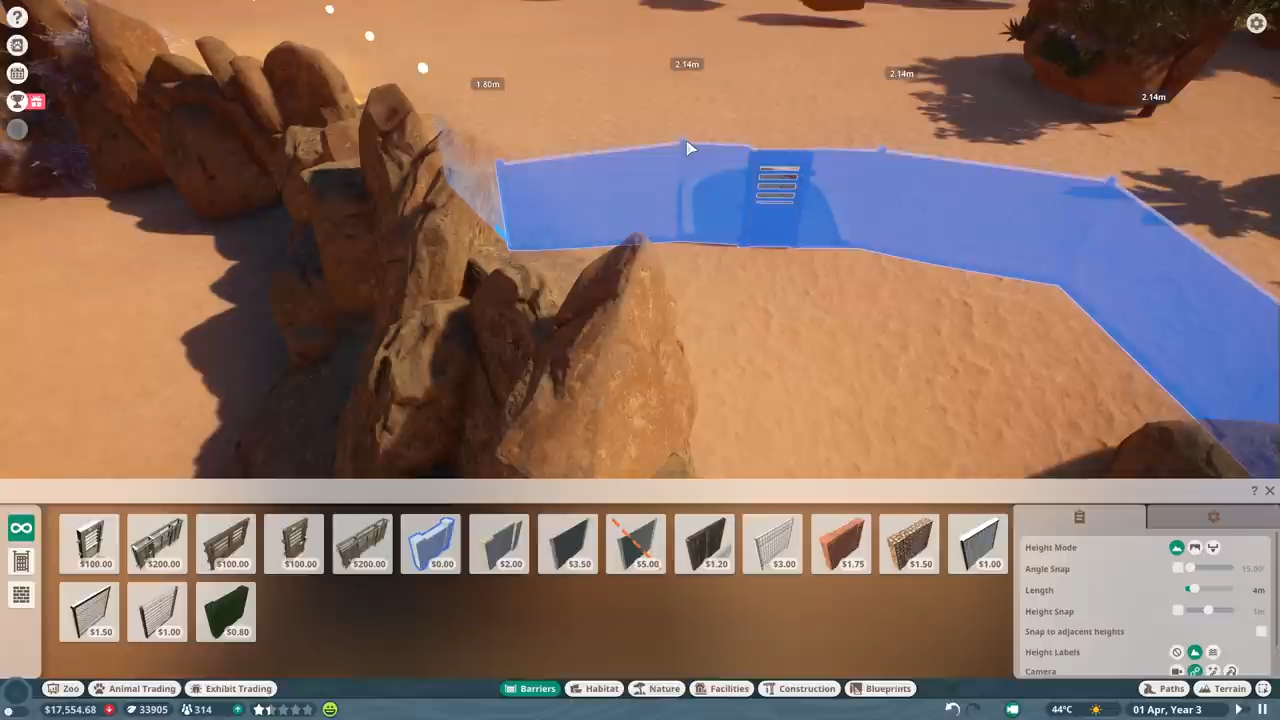 1.80m
2.14m
2.14m
2.14m
?
? ×
$100.00 $200.00 $100.00 $100.00 $200.00 $0.00 $2.00 $3.50 $5.00 $1.20 $3.00 $1.75 $1.50 $1.00
$1.50 $1.00 $0.80
Height Mode
Angle Snap 15.00°
Length 4m
Height Snap 1m
Snap to adjacent heights
Height Labels
Camera
Zoo Animal Trading Exhibit Trading Barriers Habitat Nature Facilities Construction Blueprints Paths Terrain
$17,554.68 33905 314 44°C 01 Apr, Year 3